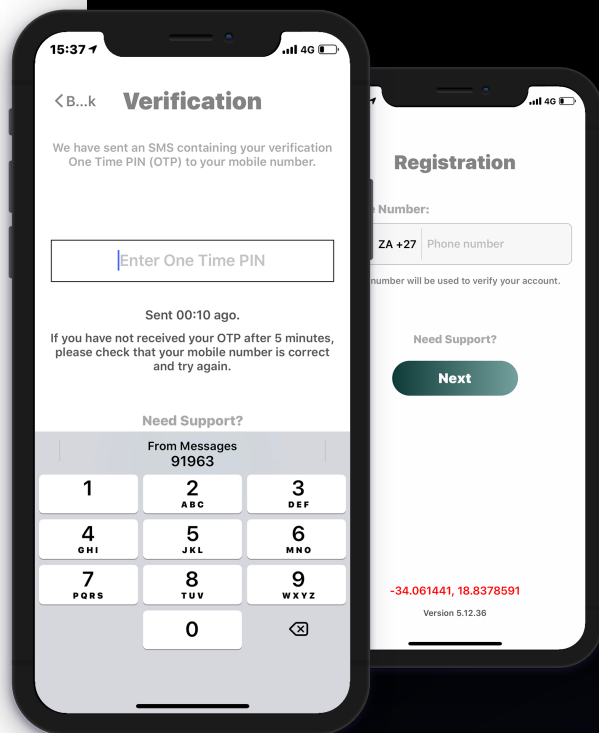 15:37
4G
B...k
Verification
We have sent an SMS containing your verification
One Time PIN (OTP) to your mobile number.
Enter One Time PIN
Sent 00:10 ago.
If you have not received your OTP after 5 minutes,
please check that your mobile number is correct
and try again.
Need Support?
From Messages
91963
1
2
ABC
3
DEF
4
GHI
5
JKL
6
MNO
7
PQRS
8
TUV
9
WXYZ
0
4G
Registration
Number:
ZA +27
Phone number
number will be used to verify your account.
Need Support?
Next
-34.061441, 18.8378591
Version 5.12.36